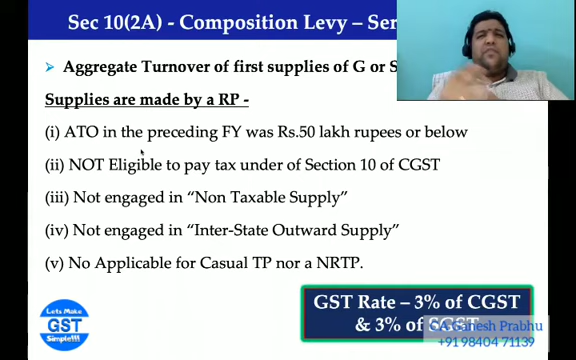 Sec 10(2A) - Composition Levy – Ser
➢ Aggregate Turnover of first supplies of G or S
Supplies are made by a RP -
(i) ATO in the preceding FY was Rs.50 lakh rupees or below
(ii) NOT Eligible to pay tax under of Section 10 of CGST
(iii) Not engaged in “Non Taxable Supply”
(iv) Not engaged in “Inter-State Outward Supply”
(v) No Applicable for Casual TP nor a NRTP.
Lets Make
GST
Simple!!!
GST Rate – 3% of CGST
& 3% of SGST
CA Ganesh Prabhu
+91 98404 71139